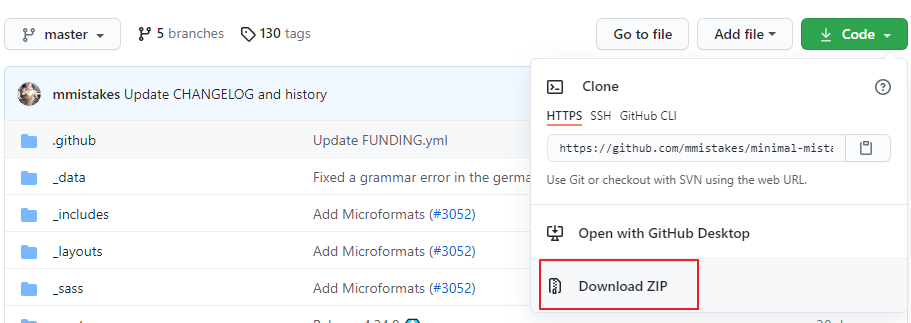 master 5 branches 130 tags Go to file Add file Code
mmistakes Update CHANGELOG and history
.github Update FUNDING.yml
_data Fixed a grammar error in the germa
_includes Add Microformats (#3052)
_layouts Add Microformats (#3052)
_sass Add Microformats (#3052)
Clone
HTTPS SSH GitHub CLI
https://github.com/mmistakes/minimal-mista
Use Git or checkout with SVN using the web URL.
Open with GitHub Desktop
Download ZIP